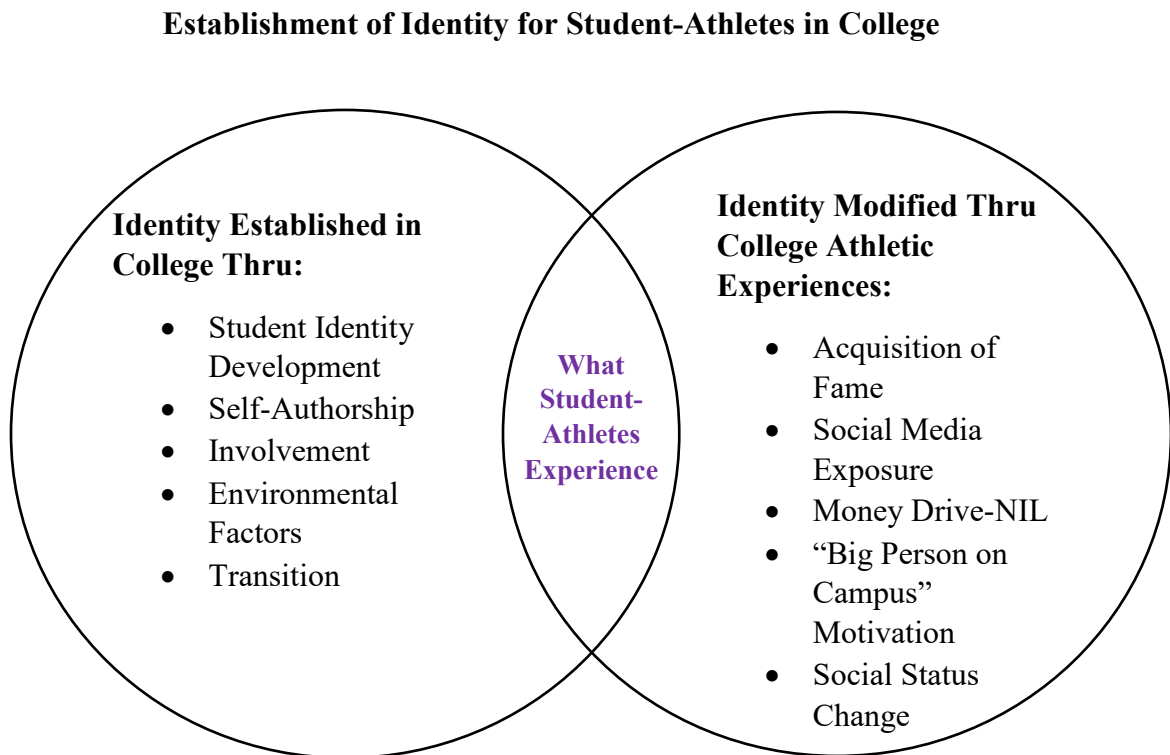 Establishment of Identity for Student-Athletes in College
Identity Established in
College Thru:
• Student Identity
Development
• Self-Authorship
• Involvement
• Environmental
Factors
• Transition
What
Student-
Athletes
Experience
Identity Modified Thru
College Athletic
Experiences:
• Acquisition of
Fame
• Social Media
Exposure
• Money Drive-NIL
• “Big Person on
Campus”
Motivation
• Social Status
Change